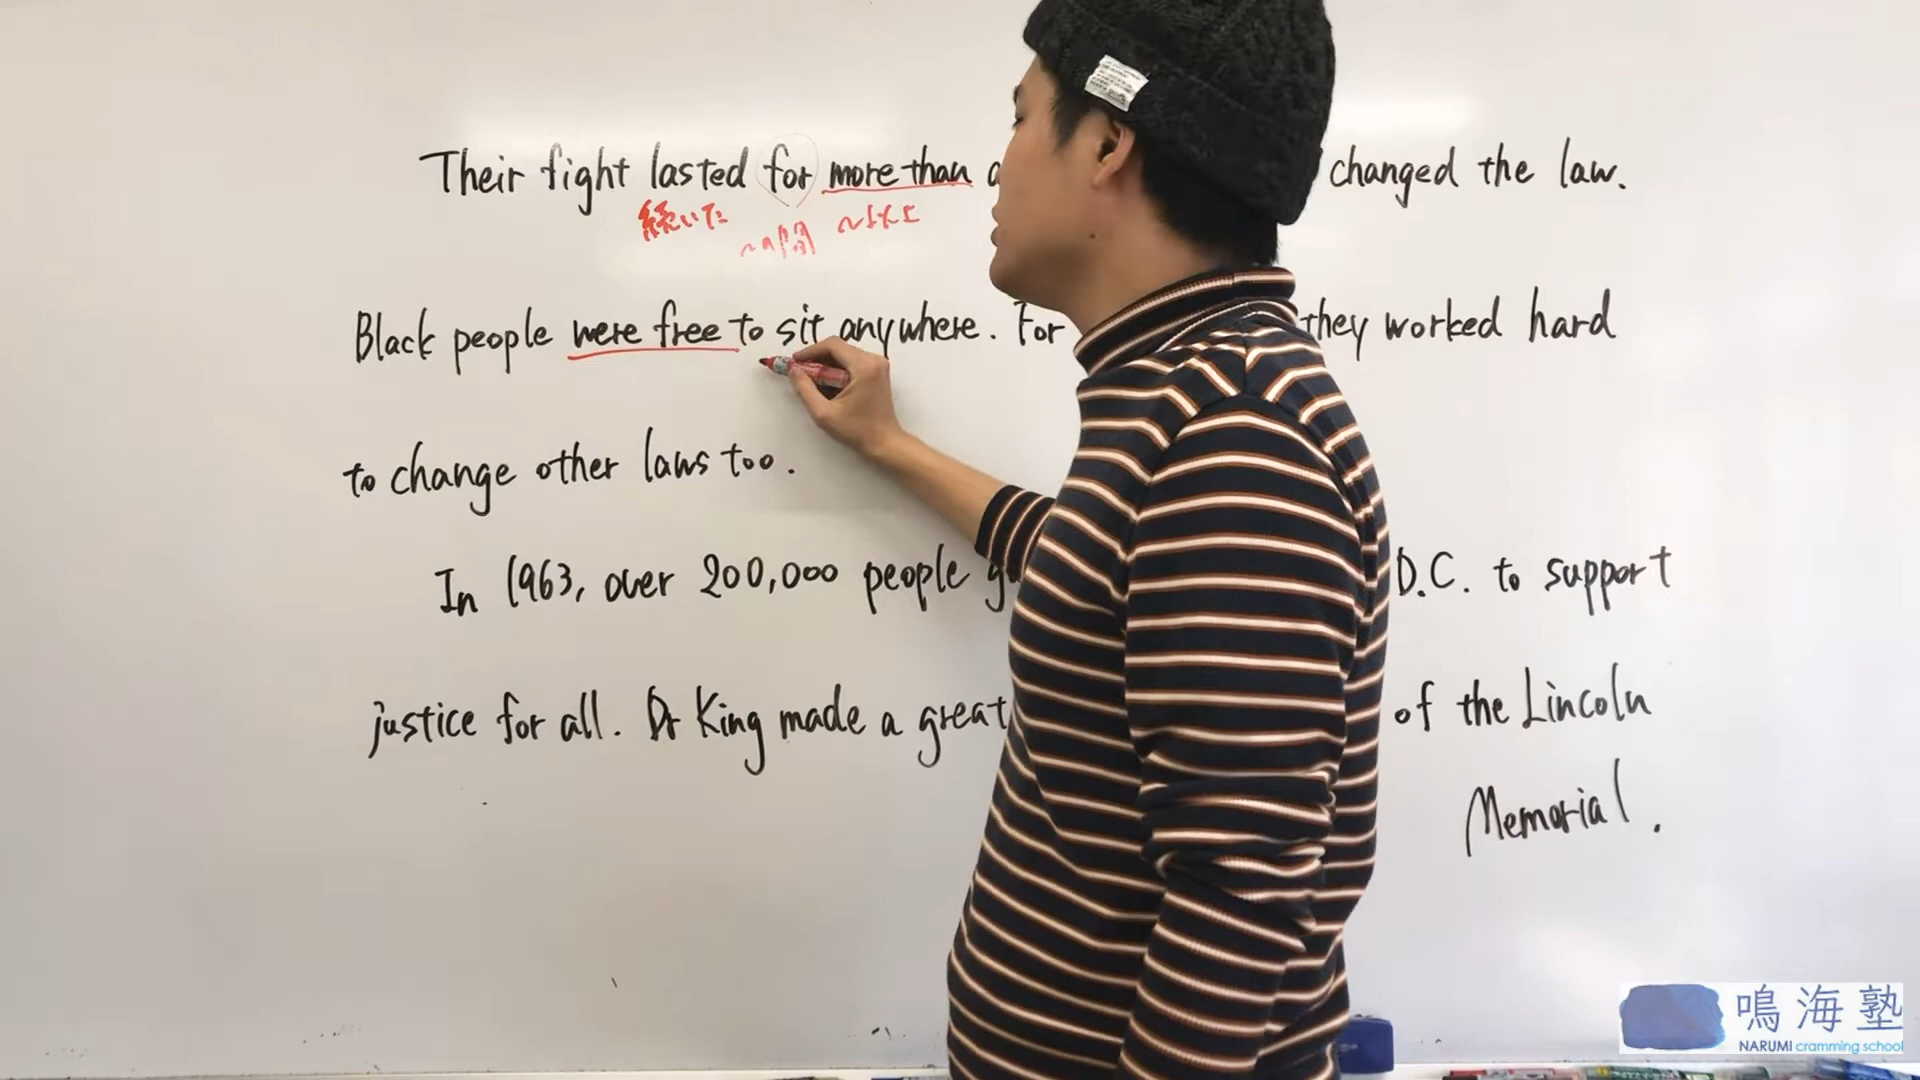 Their fight lasted for more than changed the law.
続いた ~の間 ~以上
Black people were free to sit anywhere. For they worked hard
to change other laws too.
In 1963, over 200,000 people D.C. to support
justice for all. Dr King made a great of the Lincoln
Memorial.
鳴海塾
NARUMI cramming school